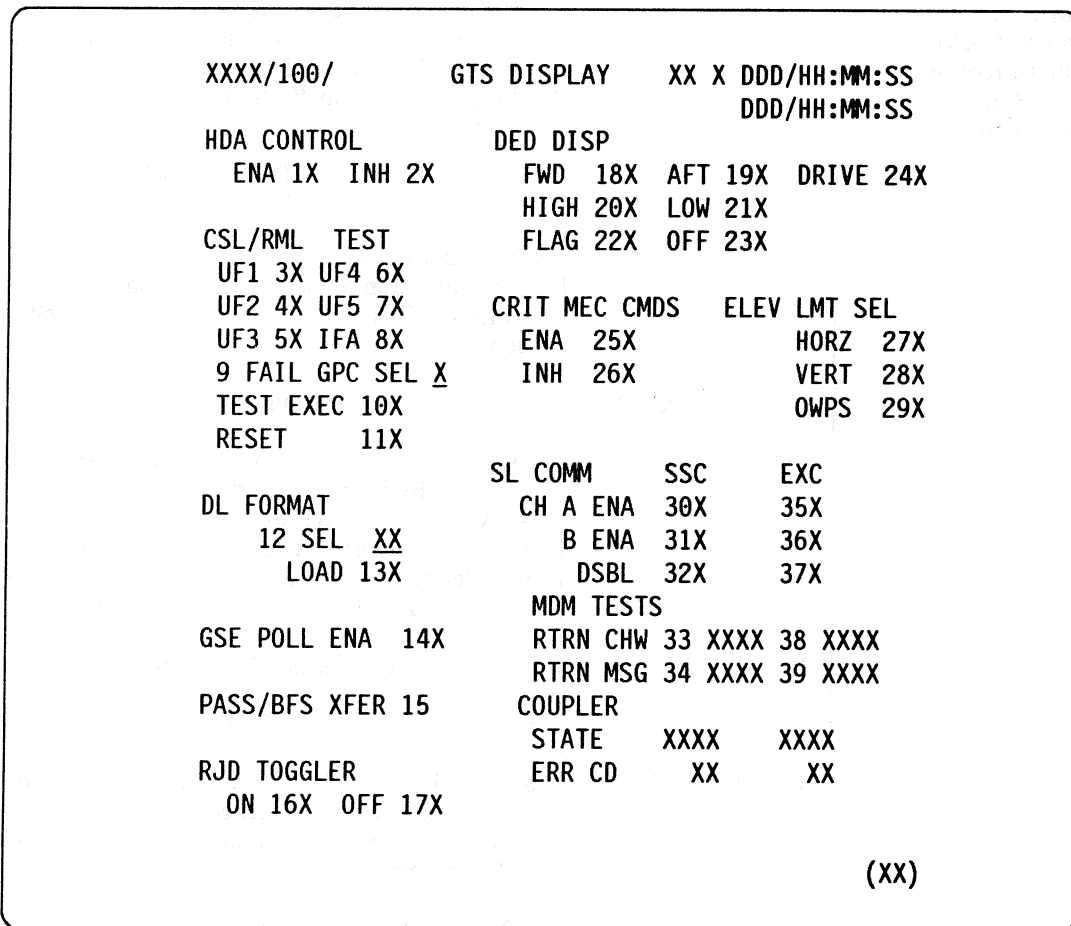 XXXX/100/ GTS DISPLAY XX X DDD/HH:MM:SS
DDD/HH:MM:SS
HDA CONTROL DED DISP
ENA 1X INH 2X FWD 18X AFT 19X DRIVE 24X
HIGH 20X LOW 21X
CSL/RML TEST FLAG 22X OFF 23X
UF1 3X UF4 6X
UF2 4X UF5 7X CRIT MEC CMDS ELEV LMT SEL
UF3 5X IFA 8X ENA 25X HORZ 27X
9 FAIL GPC SEL X INH 26X VERT 28X
TEST EXEC 10X OWPS 29X
RESET 11X
SL COMM SSC EXC
DL FORMAT CH A ENA 30X 35X
12 SEL XX B ENA 31X 36X
LOAD 13X DSBL 32X 37X
MDM TESTS
GSE POLL ENA 14X RTRN CHW 33 XXXX 38 XXXX
RTRN MSG 34 XXXX 39 XXXX
PASS/BFS XFER 15 COUPLER
STATE XXXX XXXX
RJD TOGGLER ERR CD XX XX
ON 16X OFF 17X
(XX)